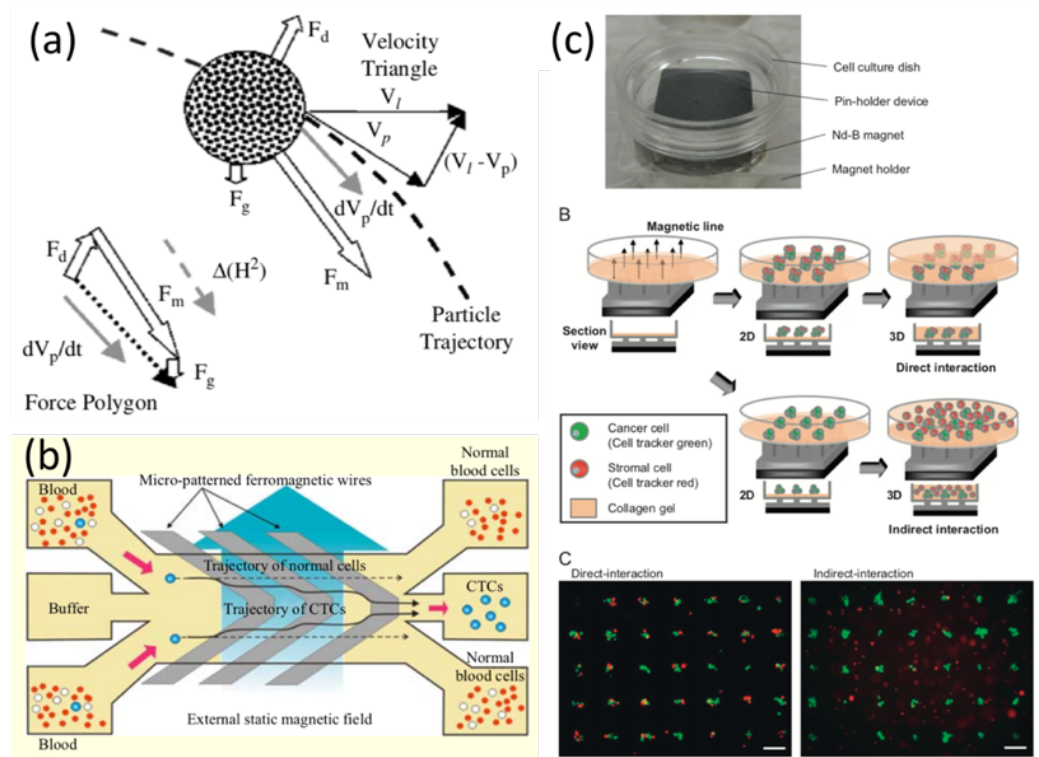 (a)
F_d
Velocity
Triangle
V_l
V_p
(V_l -V_p)
F_g
dV_p/dt
F_m
Particle
Trajectory
F_d
F_m
Δ(H²)
dV_p/dt
F_g
Force Polygon
(b)
Blood
Micro-patterned ferromagnetic wires
Normal
blood cells
Trajectory of normal cells
Buffer
Trajectory of CTCs
CTCs
Normal
blood cells
External static magnetic field
Blood
(c)
Cell culture dish
Pin-holder device
Nd-B magnet
Magnet holder
B
Magnetic line
Section
view
2D
3D
Direct interaction
Cancer cell
(Cell tracker green)
Stromal cell
(Cell tracker red)
Collagen gel
2D
3D
Indirect interaction
C
Direct-interaction
Indirect-interaction